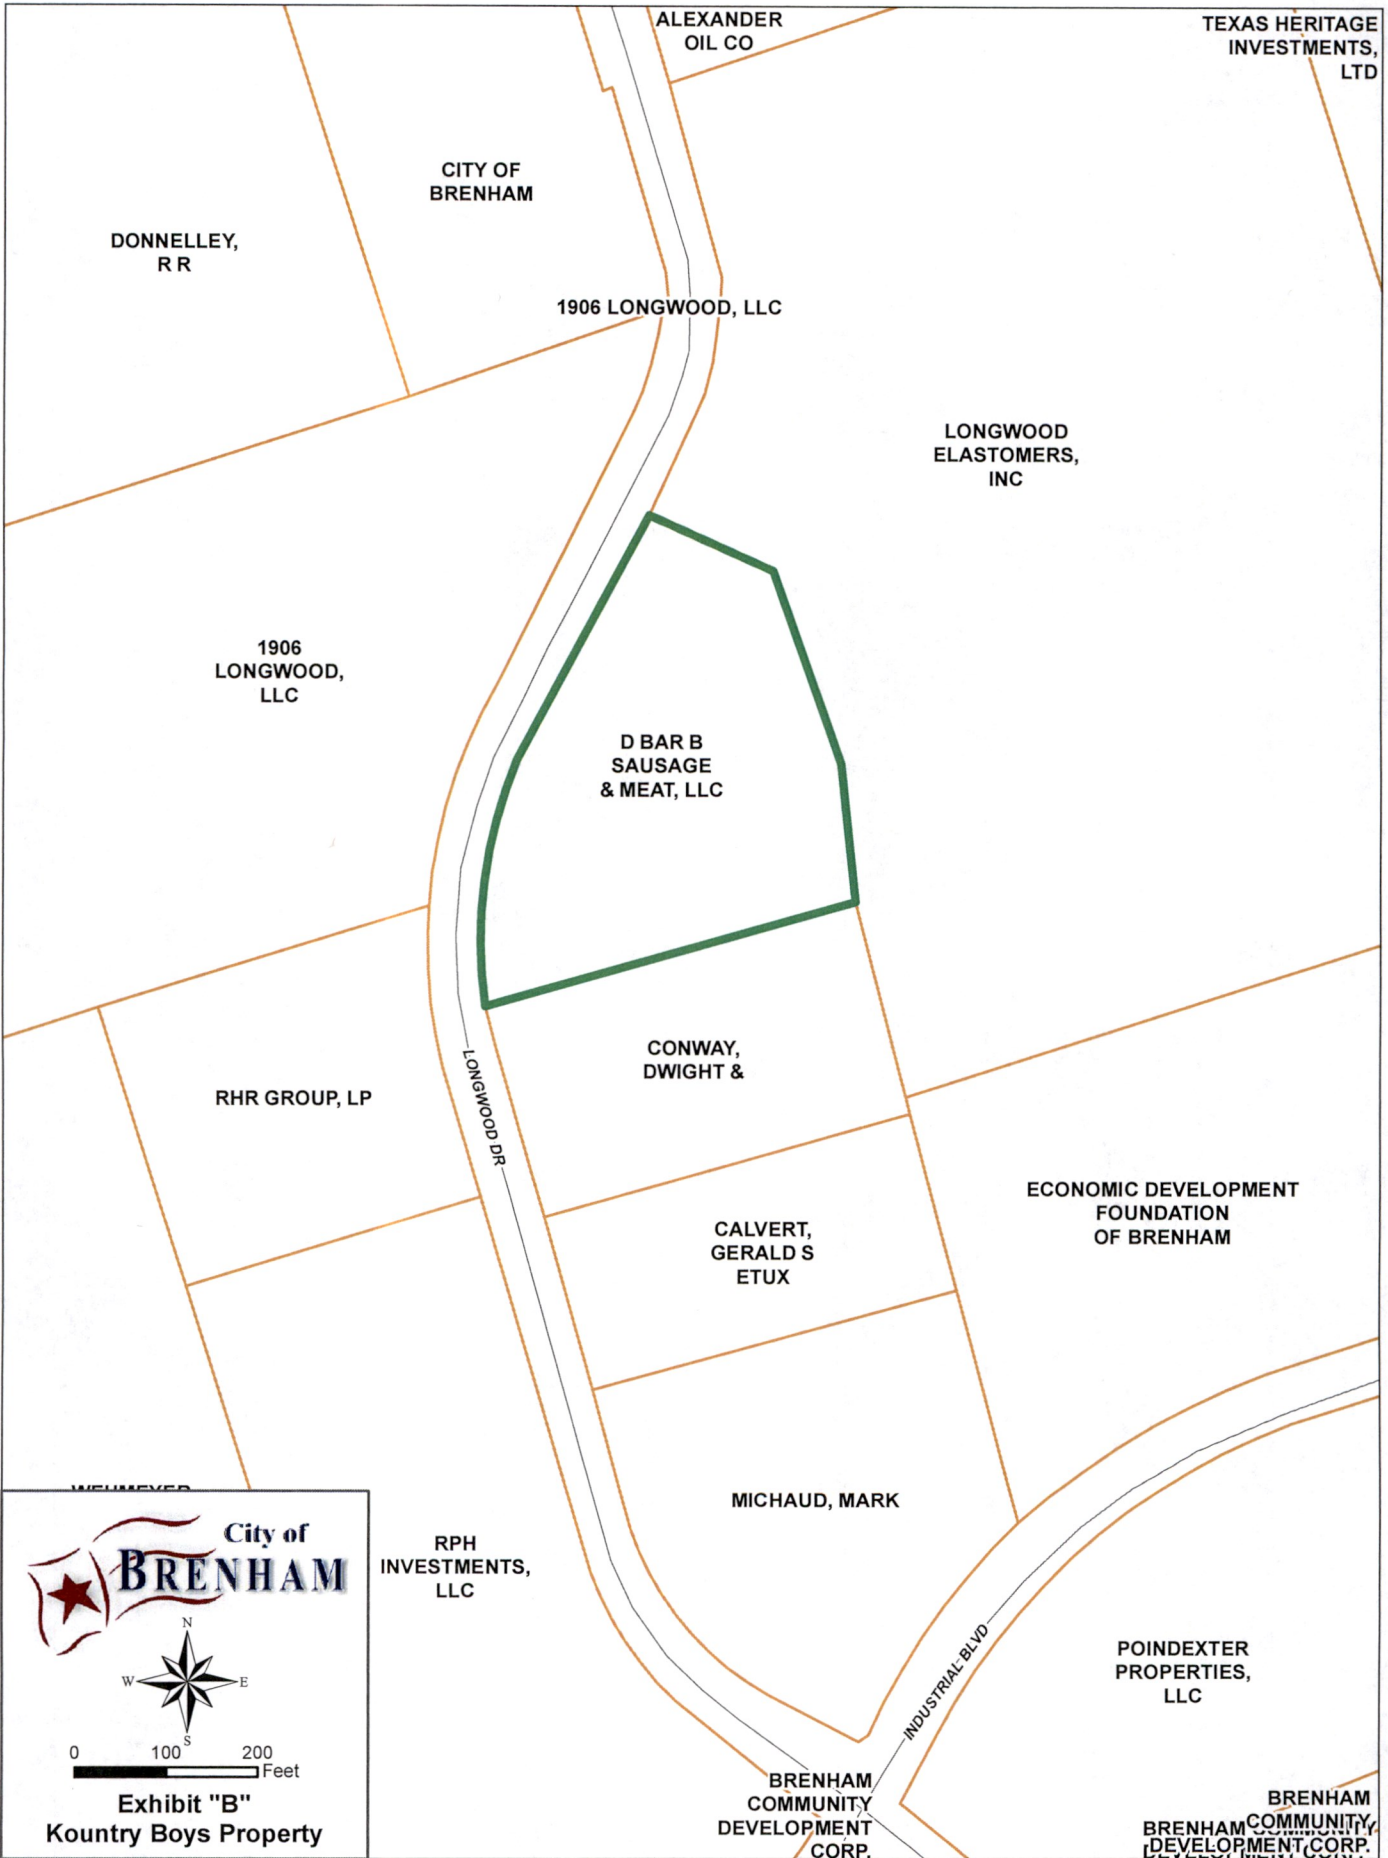 ALEXANDER
OIL CO
TEXAS HERITAGE
INVESTMENTS,
LTD
CITY OF
BRENHAM
DONNELLEY,
R R
1906 LONGWOOD, LLC
LONGWOOD
ELASTOMERS,
INC
1906
LONGWOOD,
LLC
D BAR B
SAUSAGE
& MEAT, LLC
CONWAY,
DWIGHT &
LONGWOOD DR
RHR GROUP, LP
ECONOMIC DEVELOPMENT
FOUNDATION
OF BRENHAM
CALVERT,
GERALD S
ETUX
MICHAUD, MARK
RPH
INVESTMENTS,
LLC
INDUSTRIAL BLVD
POINDEXTER
PROPERTIES,
LLC
BRENHAM
COMMUNITY
DEVELOPMENT
CORP.
BRENHAM
COMMUNITY
DEVELOPMENT CORP.
BRENHAM COMMUNITY
City of
BRENHAM
N
W E
S
0 100 200
Feet
Exhibit "B"
Kountry Boys Property